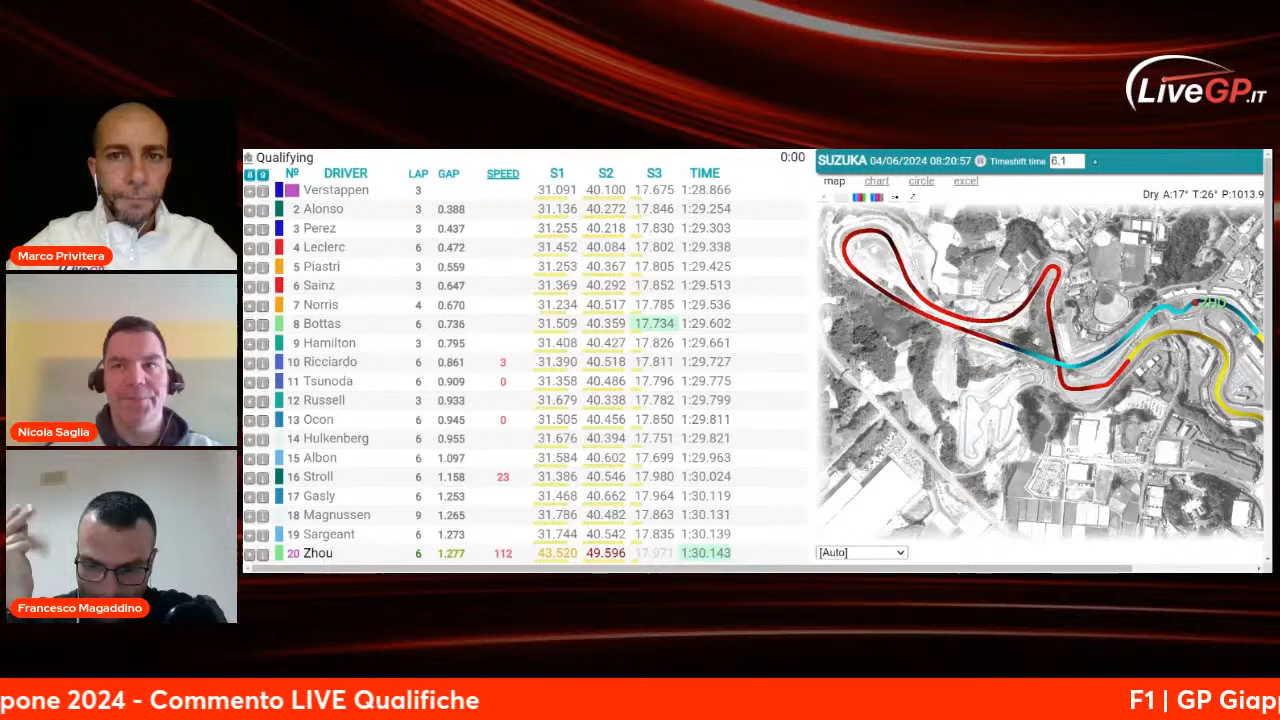 LiveGP.IT
Marco Privitera
Nicola Saglia
Francesco Magaddino
Qualifying 0:00
Nº DRIVER LAP GAP SPEED S1 S2 S3 TIME
Verstappen 3 31.091 40.100 17.675 1:28.866
2 Alonso 3 0.388 31.136 40.272 17.846 1:29.254
3 Perez 3 0.437 31.255 40.218 17.830 1:29.303
4 Leclerc 6 0.472 31.452 40.084 17.802 1:29.338
5 Piastri 3 0.559 31.253 40.367 17.805 1:29.425
6 Sainz 3 0.647 31.369 40.292 17.852 1:29.513
7 Norris 4 0.670 31.234 40.517 17.785 1:29.536
8 Bottas 6 0.736 31.509 40.359 17.734 1:29.602
9 Hamilton 3 0.795 31.408 40.427 17.826 1:29.661
10 Ricciardo 6 0.861 3 31.390 40.518 17.811 1:29.727
11 Tsunoda 6 0.909 0 31.358 40.486 17.796 1:29.775
12 Russell 3 0.933 31.679 40.338 17.782 1:29.799
13 Ocon 6 0.945 0 31.505 40.456 17.850 1:29.811
14 Hulkenberg 6 0.955 31.676 40.394 17.751 1:29.821
15 Albon 6 1.097 31.584 40.602 17.699 1:29.963
16 Stroll 6 1.158 23 31.386 40.546 17.980 1:30.024
17 Gasly 6 1.253 31.468 40.662 17.964 1:30.119
18 Magnussen 9 1.265 31.786 40.482 17.863 1:30.131
19 Sargeant 6 1.273 31.744 40.542 17.835 1:30.139
20 Zhou 6 1.277 112 43.520 49.596 17.971 1:30.143
SUZUKA 04/06/2024 08:20:57 Timeshift time 6.1
map chart circle excel
Dry A:17° T:26° P:1013.9
ZHO
[Auto]
pone 2024 - Commento LIVE Qualifiche F1 | GP Giapp